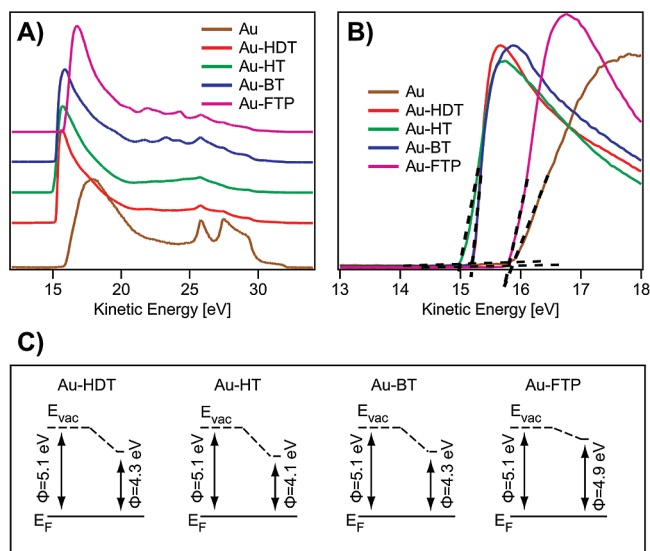 A)
Au
Au-HDT
Au-HT
Au-BT
Au-FTP
15 20 25 30
Kinetic Energy [eV]
B)
Au
Au-HDT
Au-HT
Au-BT
Au-FTP
13 14 15 16 17 18
Kinetic Energy [eV]
C)
Au-HDT
Evac
Φ=5.1 eV
Φ=4.3 eV
EF
Au-HT
Evac
Φ=5.1 eV
Φ=4.1 eV
EF
Au-BT
Evac
Φ=5.1 eV
Φ=4.3 eV
EF
Au-FTP
Evac
Φ=5.1 eV
Φ=4.9 eV
EF